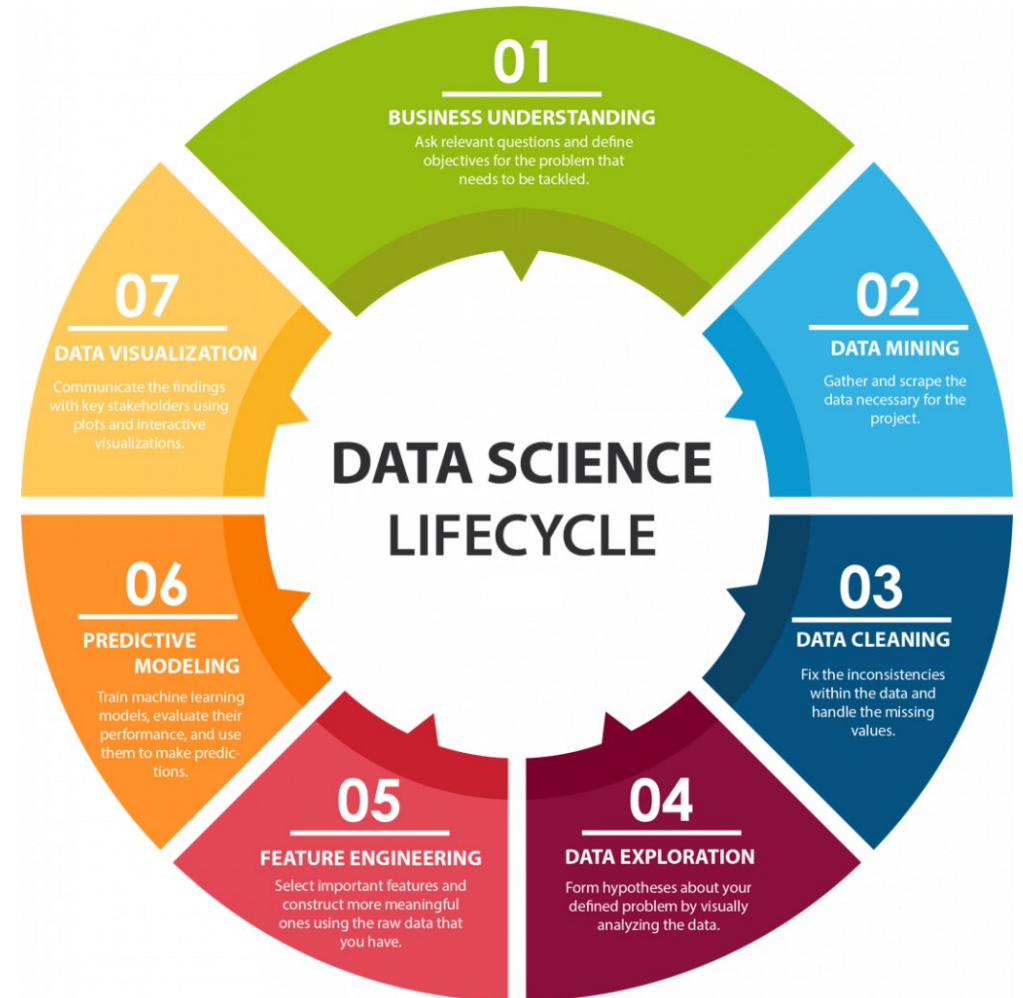 01
BUSINESS UNDERSTANDING
Ask relevant questions and define
objectives for the problem that
needs to be tackled.
02
DATA MINING
Gather and scrape the
data necessary for the
project.
03
DATA CLEANING
Fix the inconsistencies
within the data and
handle the missing
values.
04
DATA EXPLORATION
Form hypotheses about your
defined problem by visually
analyzing the data.
05
FEATURE ENGINEERING
Select important features and
construct more meaningful
ones using the raw data that
you have.
06
PREDICTIVE
MODELING
Train machine learning
models, evaluate their
performance, and use
them to make predic-
tions.
07
DATA VISUALIZATION
Communicate the findings
with key stakeholders using
plots and interactive
visualizations.
DATA SCIENCE
LIFECYCLE